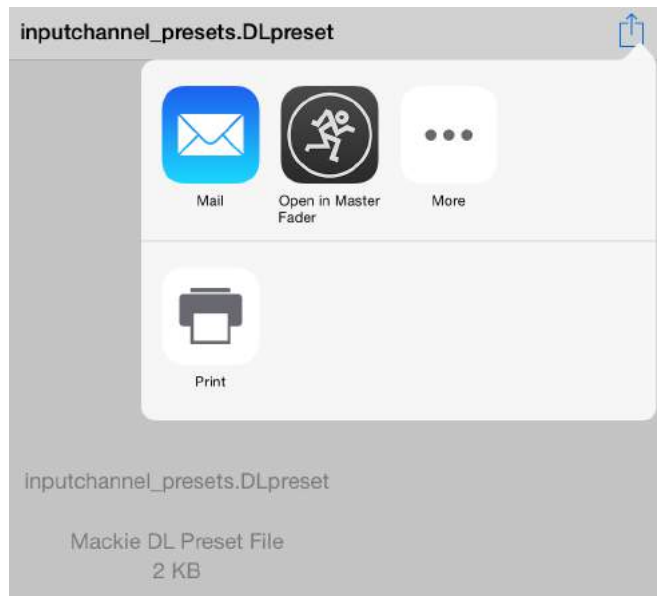 inputchannel_presets.DLpreset
Mail
Open in Master
Fader
More
Print
inputchannel_presets.DLpreset
Mackie DL Preset File
2 KB